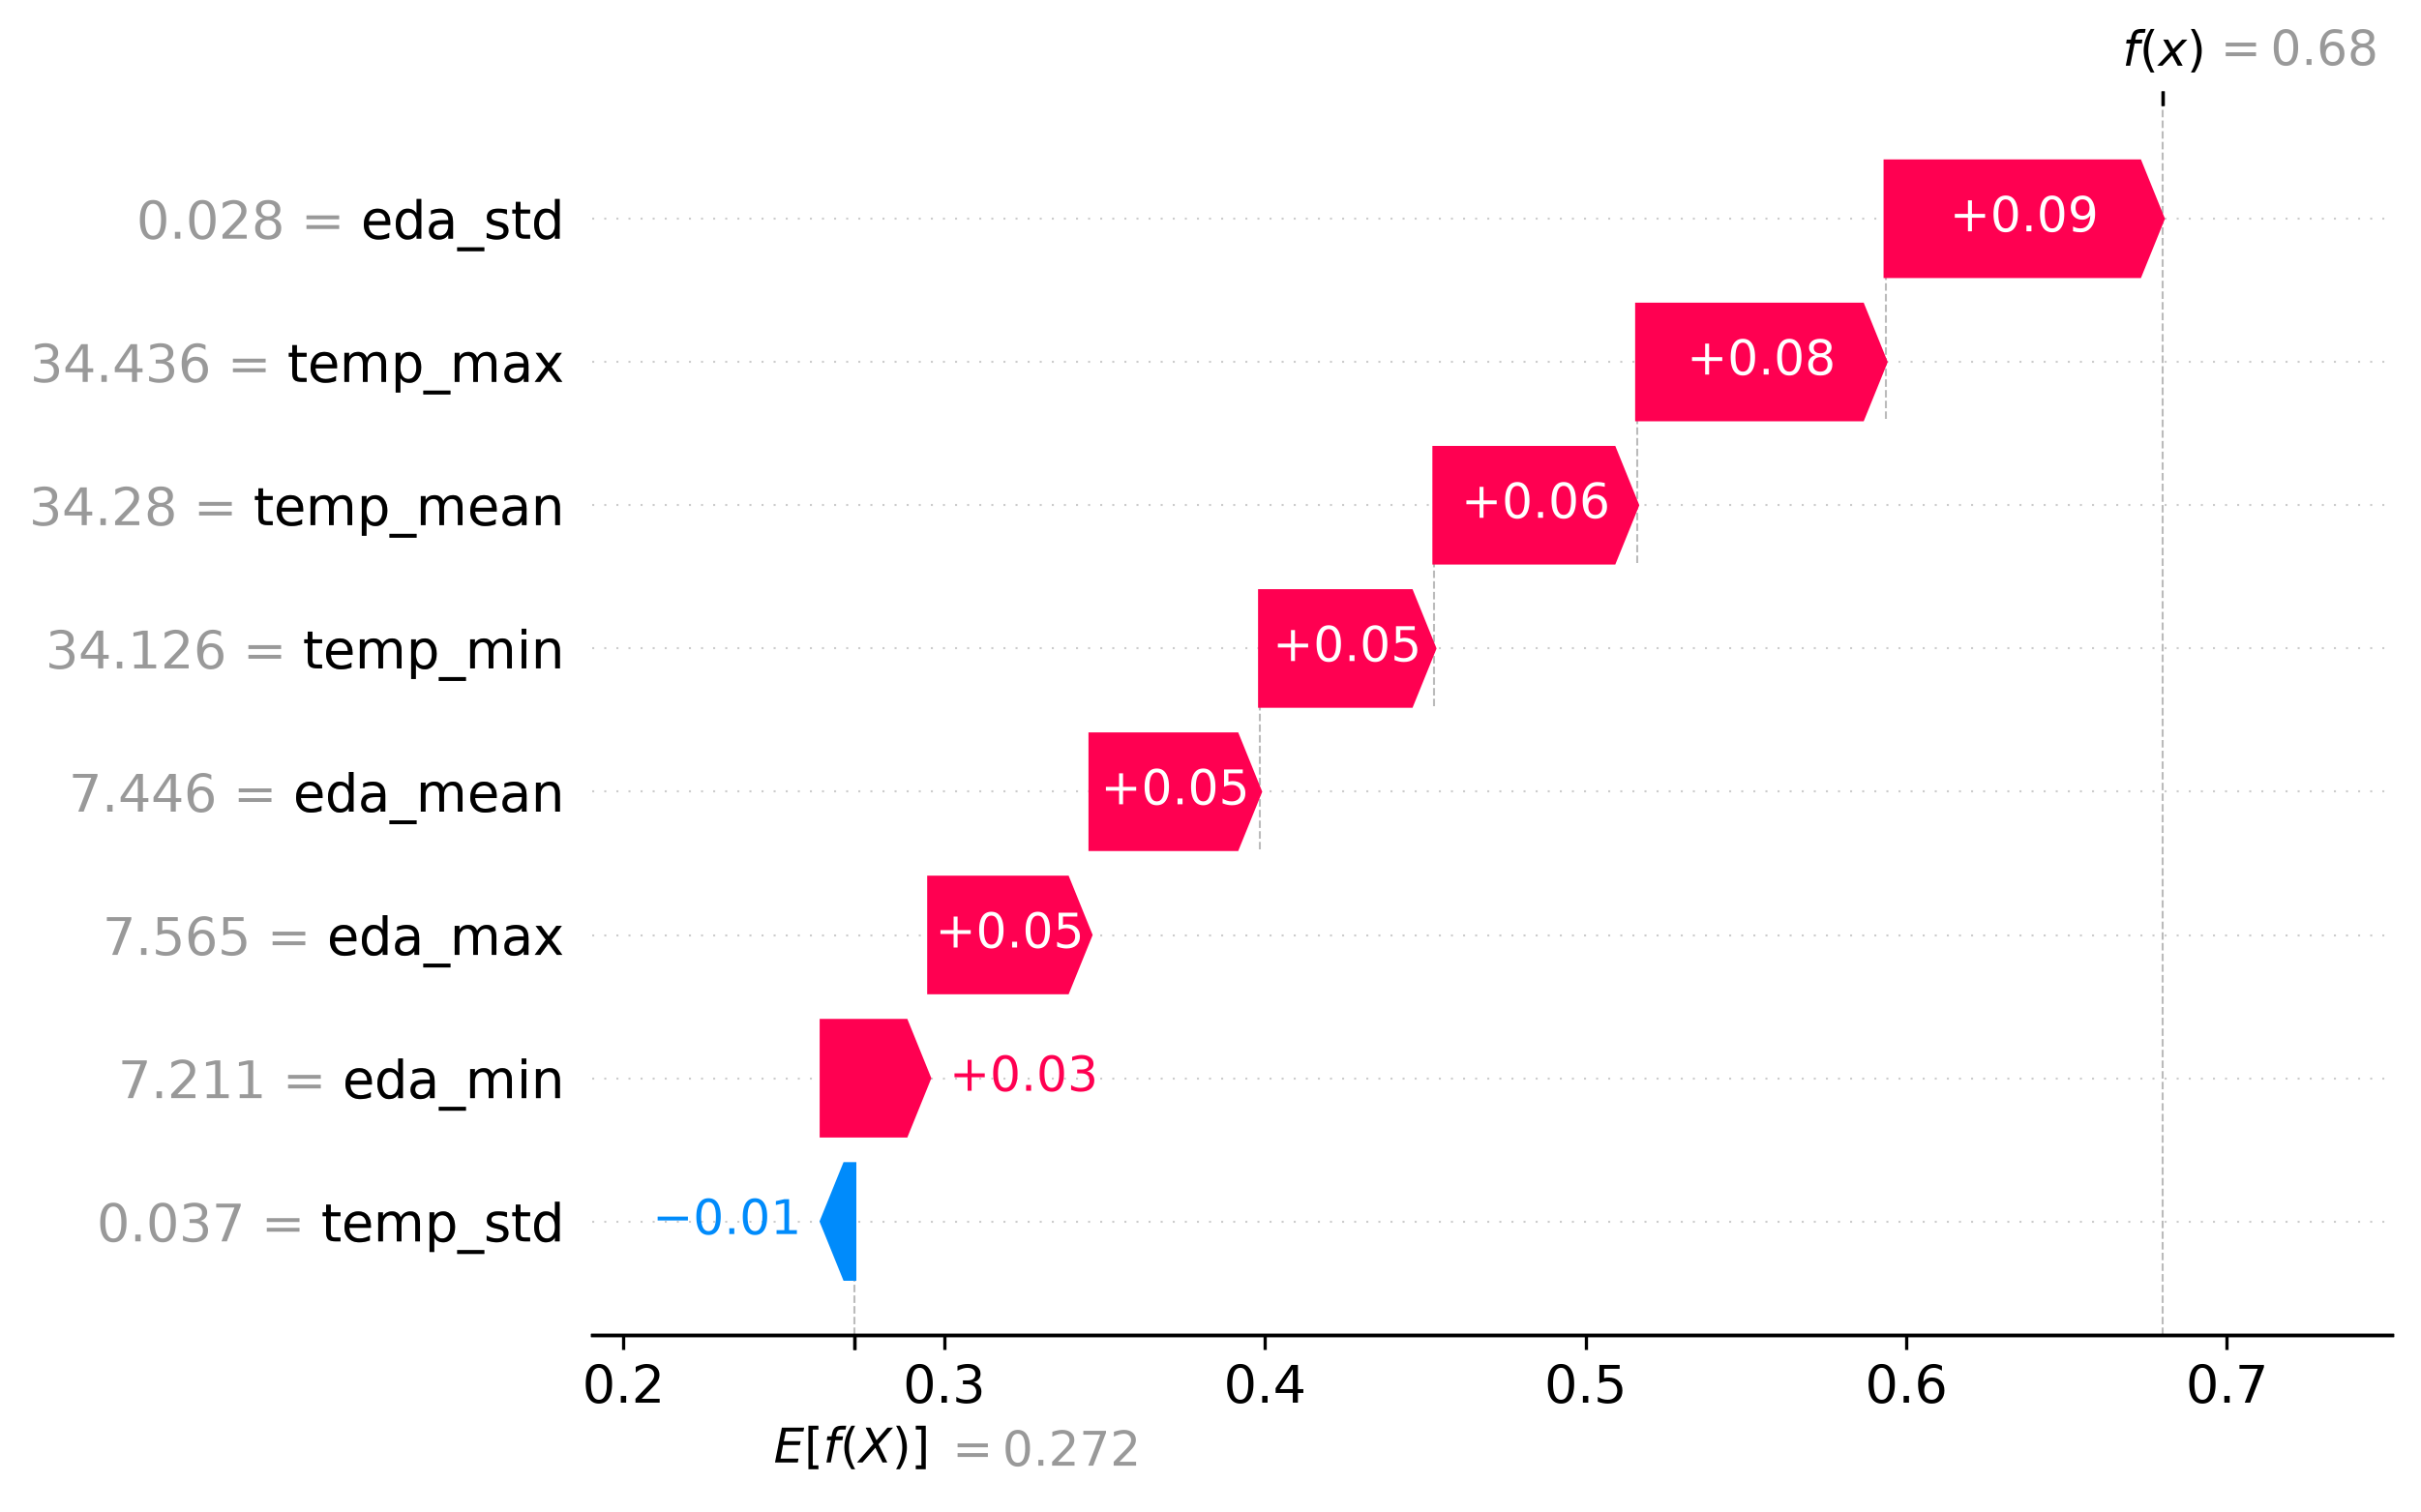 f(x) = 0.68
0.028 = eda_std
+0.09
34.436 = temp_max
+0.08
34.28 = temp_mean
+0.06
34.126 = temp_min
+0.05
7.446 = eda_mean
+0.05
7.565 = eda_max
+0.05
7.211 = eda_min
+0.03
0.037 = temp_std
−0.01
0.2 0.3 0.4 0.5 0.6 0.7
E[f(X)] = 0.272